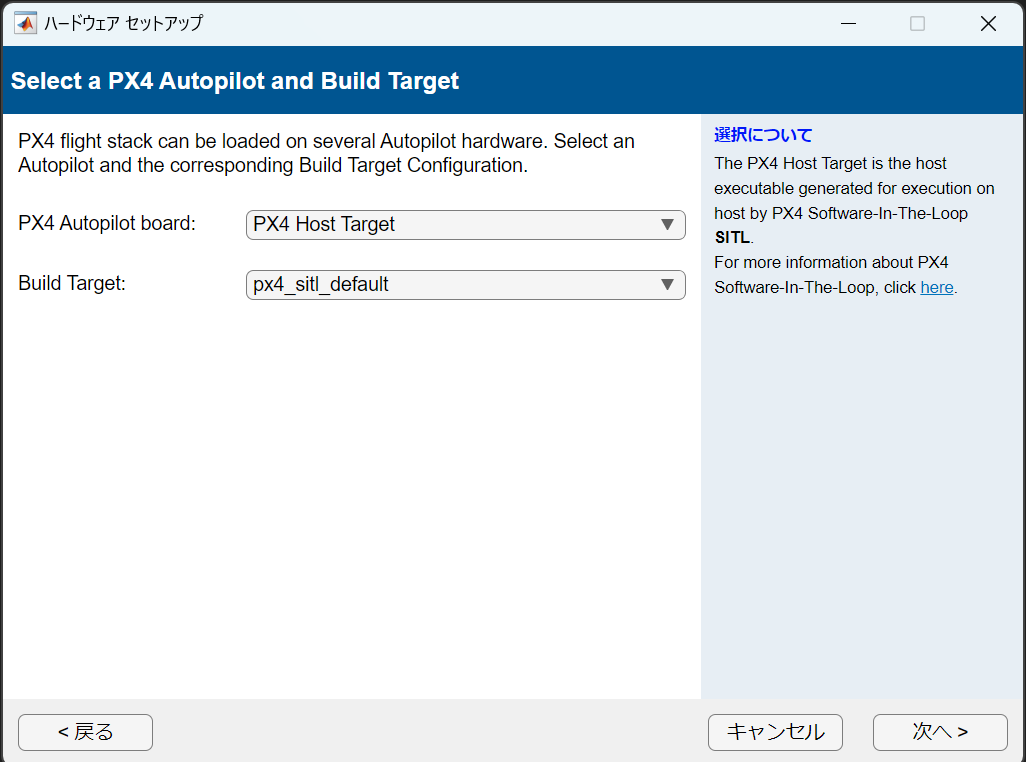 ハードウェア セットアップ
Select a PX4 Autopilot and Build Target
PX4 flight stack can be loaded on several Autopilot hardware. Select an
Autopilot and the corresponding Build Target Configuration.
PX4 Autopilot board:
PX4 Host Target
Build Target:
px4_sitl_default
選択について
The PX4 Host Target is the host
executable generated for execution on
host by PX4 Software-In-The-Loop
SITL.
For more information about PX4
Software-In-The-Loop, click here.
< 戻る
キャンセル
次へ >